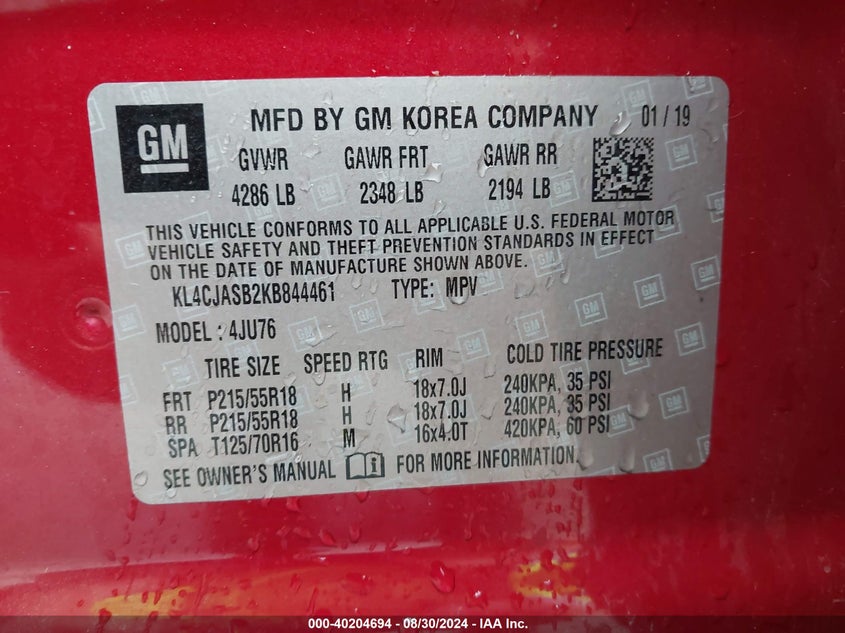 GM
MFD BY GM KOREA COMPANY 01/19
GVWR GAWR FRT GAWR RR
4286 LB 2348 LB 2194 LB
THIS VEHICLE CONFORMS TO ALL APPLICABLE U.S. FEDERAL MOTOR
VEHICLE SAFETY AND THEFT PREVENTION STANDARDS IN EFFECT
ON THE DATE OF MANUFACTURE SHOWN ABOVE.
KL4CJASB2KB844461 TYPE: MPV
MODEL : 4JU76
TIRE SIZE SPEED RTG RIM COLD TIRE PRESSURE
FRT P215/55R18 H 18x7.0J 240KPA, 35 PSI
RR P215/55R18 H 18x7.0J 240KPA, 35 PSI
SPA T125/70R16 M 16x4.0T 420KPA, 60 PSI
SEE OWNER'S MANUAL FOR MORE INFORMATION.
000-40204694 - 08/30/2024 - IAA Inc.